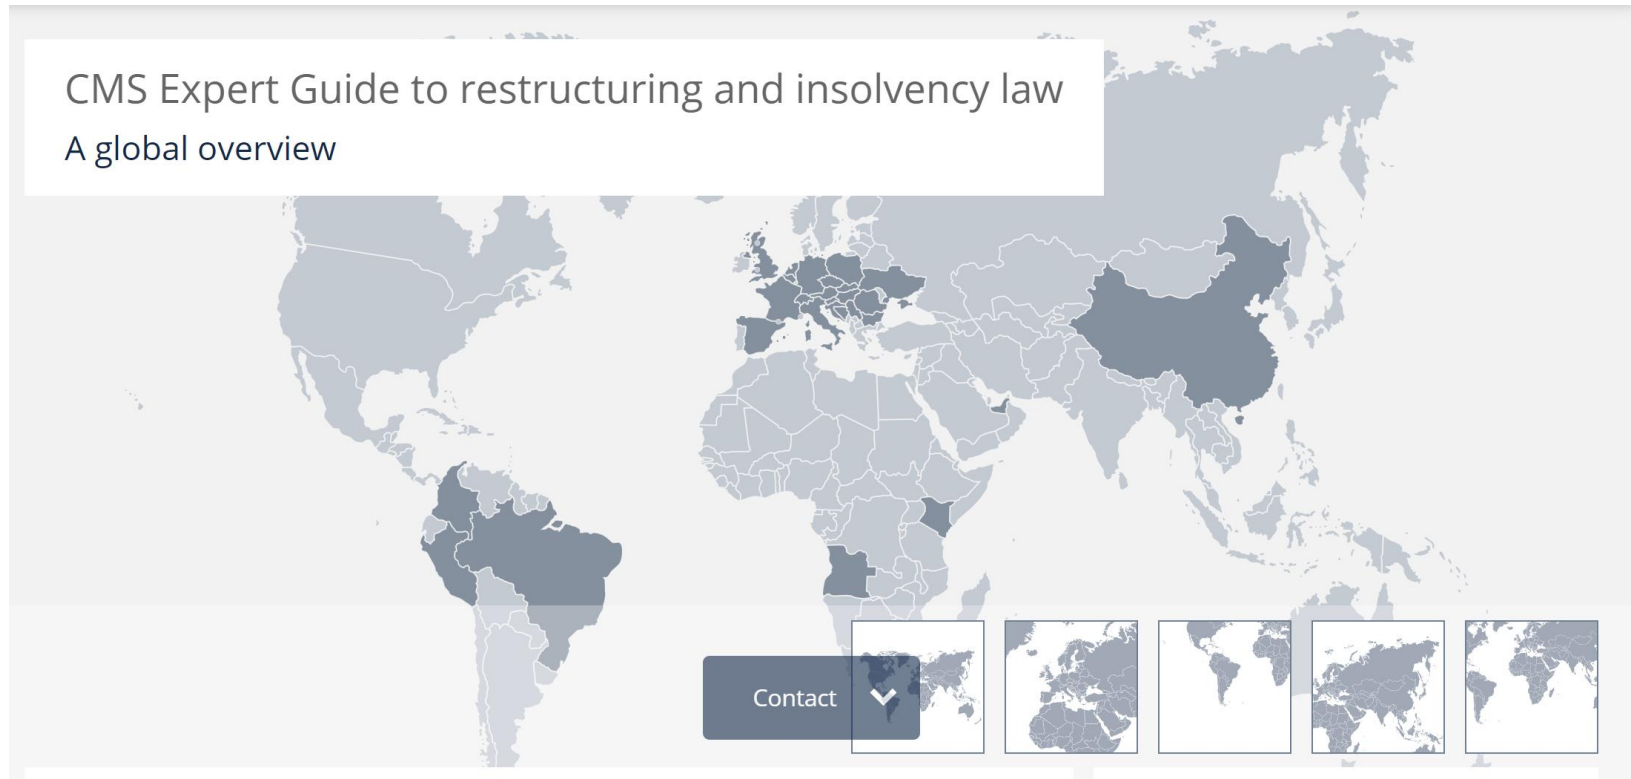 CMS Expert Guide to restructuring and insolvency law
A global overview
Contact